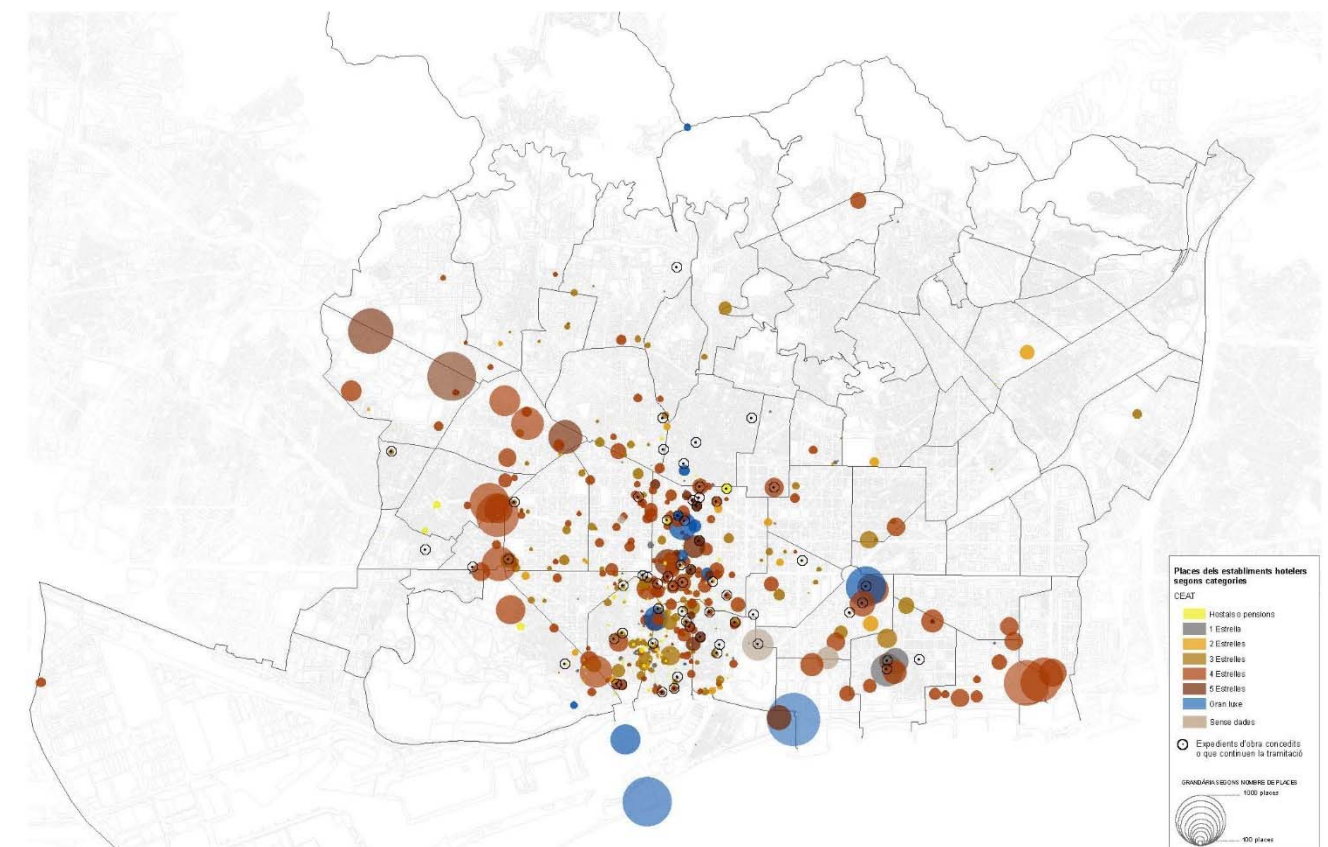 Places dels establiments hotelers
segons categories
CEAT
Hostals o pensions
1 Estrella
2 Estrelles
3 Estrelles
4 Estrelles
5 Estrelles
Gran luxe
Sense dades
Expedients d'obra concedits
o que continuen la tramitació
GRANDÀRIA SEGONS NOMBRE DE PLACES
1000 places
100 places